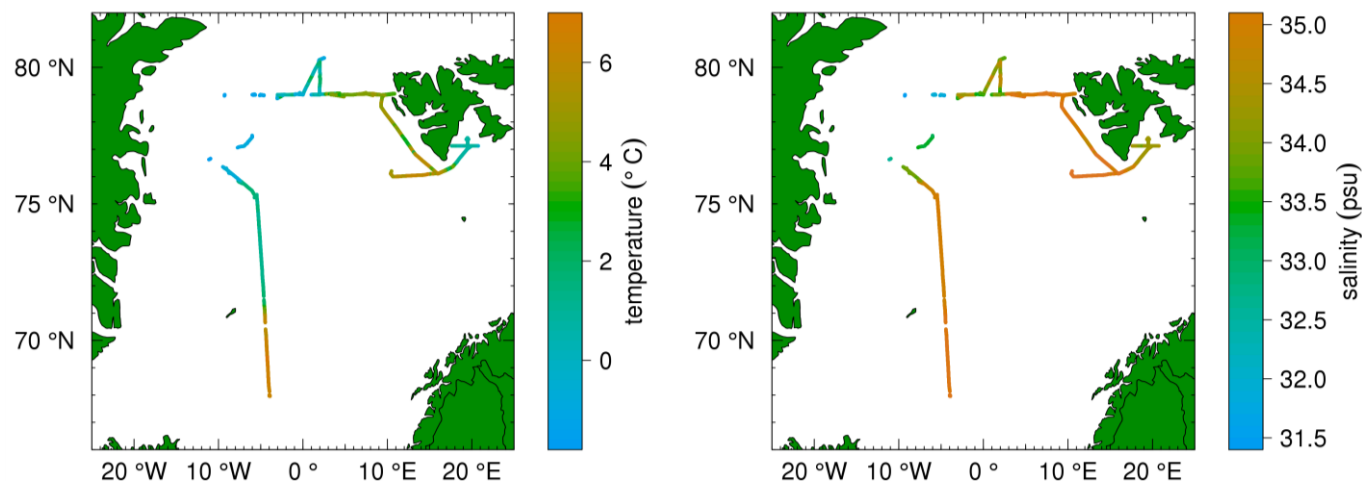 80 °N
75 °N
70 °N
20 °W 10 °W 0 ° 10 °E 20 °E
6
4
2
0
temperature (° C)
80 °N
75 °N
70 °N
20 °W 10 °W 0 ° 10 °E 20 °E
35.0
34.5
34.0
33.5
33.0
32.5
32.0
31.5
salinity (psu)